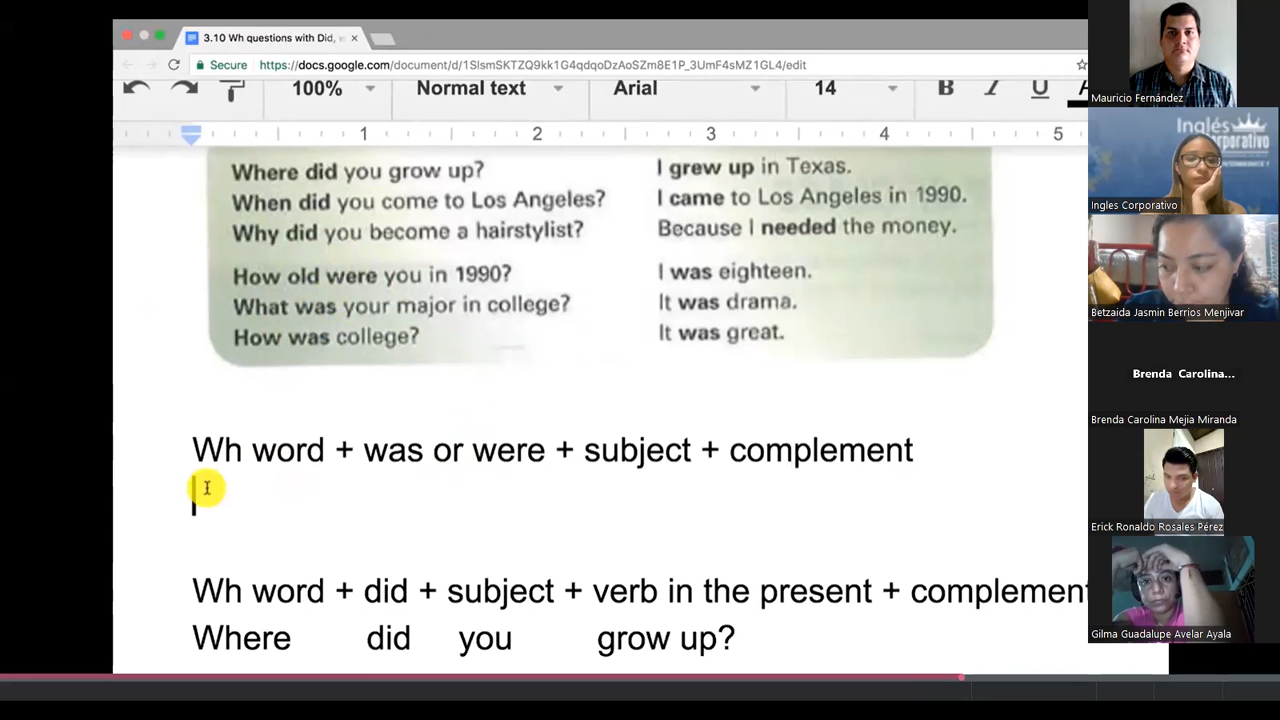 3.10 Wh questions with Did, w
Secure https://docs.google.com/document/d/1SlsmSKTZQ9kk1G4qdqoDzAoSZm8E1P_3UmF4sMZ1GL4/edit
100% Normal text Arial 14 B I U A
1 2 3 4 5
Where did you grow up? I grew up in Texas.
When did you come to Los Angeles? I came to Los Angeles in 1990.
Why did you become a hairstylist? Because I needed the money.
How old were you in 1990? I was eighteen.
What was your major in college? It was drama.
How was college? It was great.
Wh word + was or were + subject + complement
Wh word + did + subject + verb in the present + complement
Where did you grow up?
Mauricio Fernández
Inglés
Ingles Corporativo
Betzaida Jasmin Berrios Menjivar
Brenda Carolina...
Brenda Carolina Mejia Miranda
Erick Ronaldo Rosales Pérez
Gilma Guadalupe Avelar Ayala